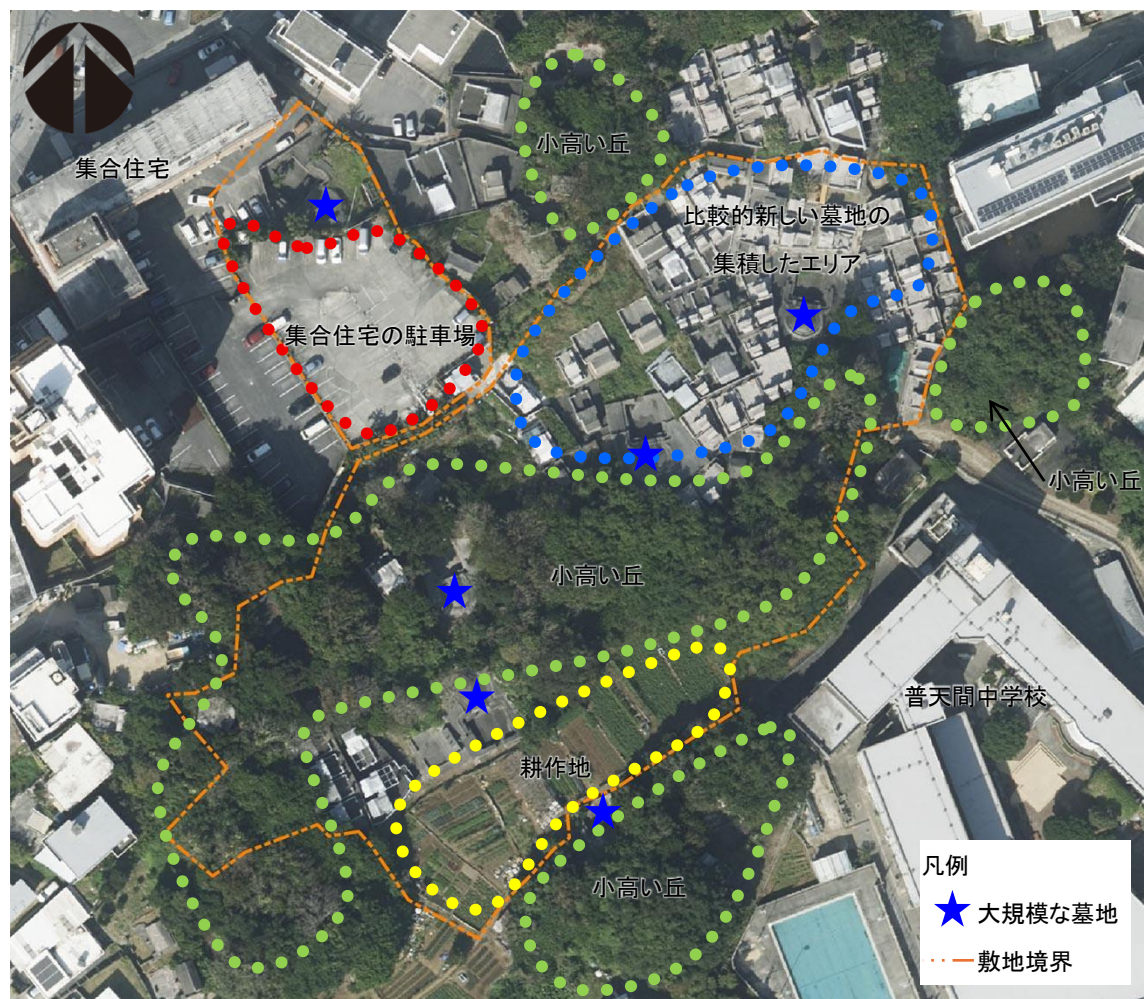 集合住宅
小高い丘
比較的新しい墓地の
集積したエリア
集合住宅の駐車場
小高い丘
小高い丘
普天間中学校
耕作地
小高い丘
凡例
大規模な墓地
敷地境界